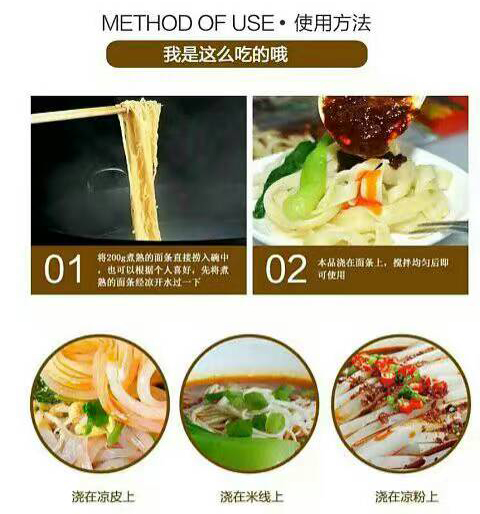 METHOD OF USE• 使用方法
我是这么吃的哦
01
将200g煮熟的面条直接捞入碗中
，也可以根据个人喜好，先将煮
熟的面条经凉开水过一下
02
本品浇在面条上，搅拌均匀后即
可使用
浇在凉皮上
浇在米线上
浇在凉粉上